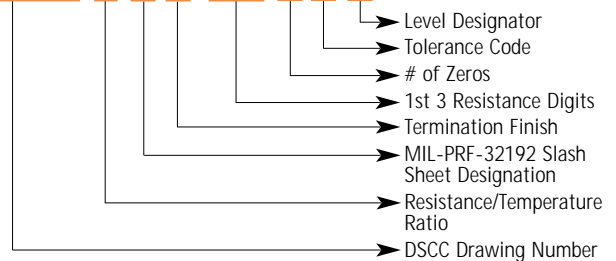 Level Designator
Tolerance Code
# of Zeros
1st 3 Resistance Digits
Termination Finish
MIL-PRF-32192 Slash
Sheet Designation
Resistance/Temperature
Ratio
DSCC Drawing Number